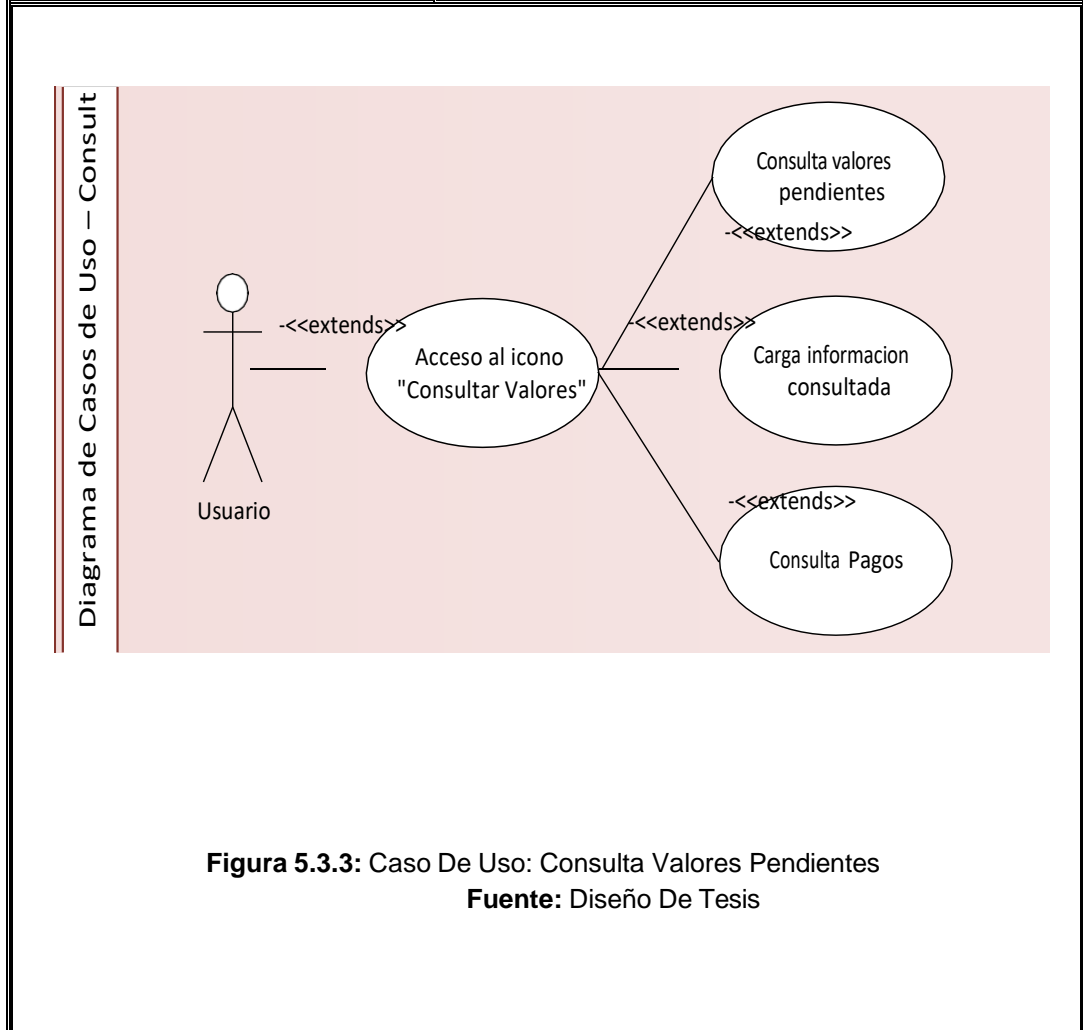 Diagrama de Casos de Uso – Consult
Consulta valores
pendientes
-<<extends>>
-<<extends>>
-<<extends>>
Acceso al icono
"Consultar Valores"
Carga informacion
consultada
Usuario
-<<extends>>
Consulta Pagos
Figura 5.3.3: Caso De Uso: Consulta Valores Pendientes
Fuente: Diseño De Tesis